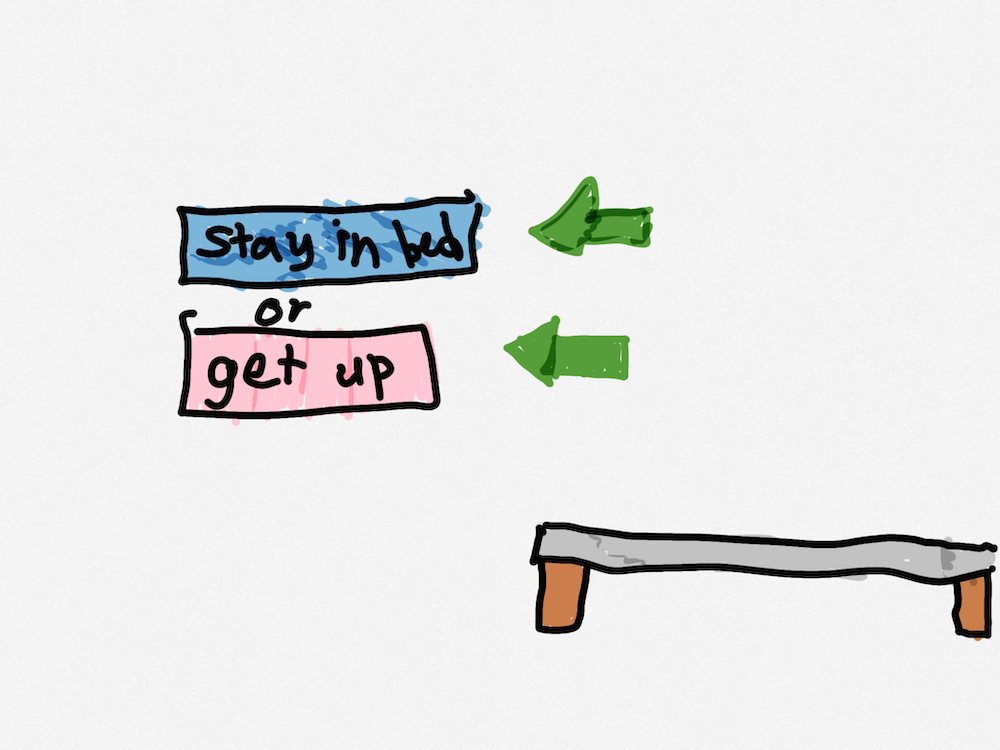 stay in bed
or
get up